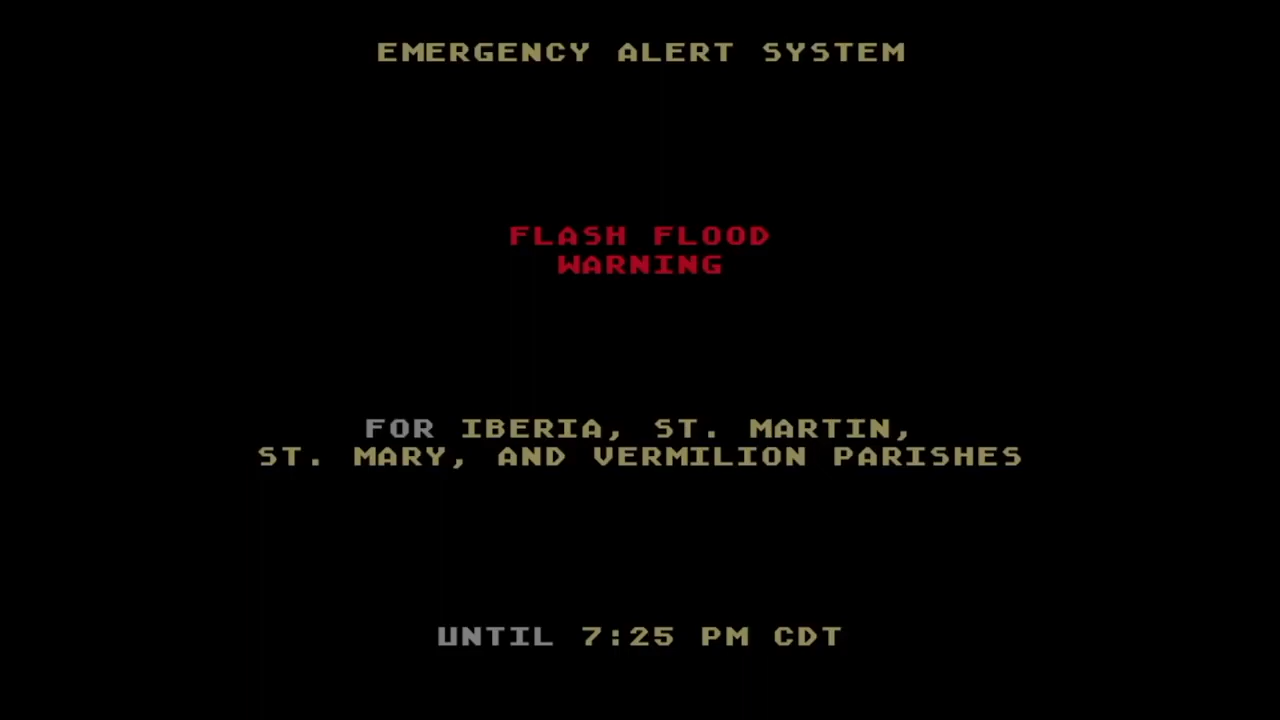 EMERGENCY ALERT SYSTEM
FLASH FLOOD
WARNING
FOR IBERIA, ST. MARTIN,
ST. MARY, AND VERMILION PARISHES
UNTIL 7:25 PM CDT